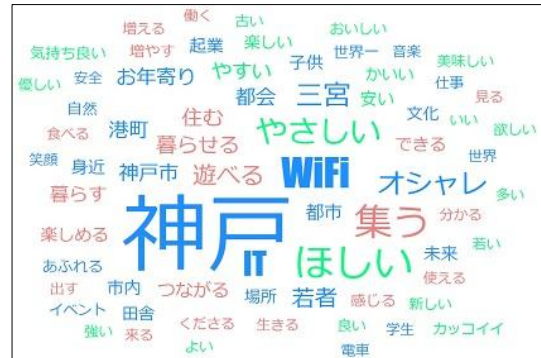 働く
古い
増える
おいしい
気持ち良い 増やす 起業 楽しい 子供 世界一 音楽 美味しい
優しい 安全 お年寄り やすい かいい 仕事
自然 都会 三宮 安い 見る
食べる 港町 住む やさしい 文化 いい 欲しい
笑顔 身近 暮らせる できる 世界
神戸市 遊べる WiFi オシャレ
暮らす 多い
神戸 都市 集う 分かる
楽しめる IT ほしい 未来 若い
あふれる 使える
出す 市内 つながる 場所 若者 感じる 新しい
イベント 田舎
強い 来る くださる 生きる 良い 学生 カッコイイ
よい 電車